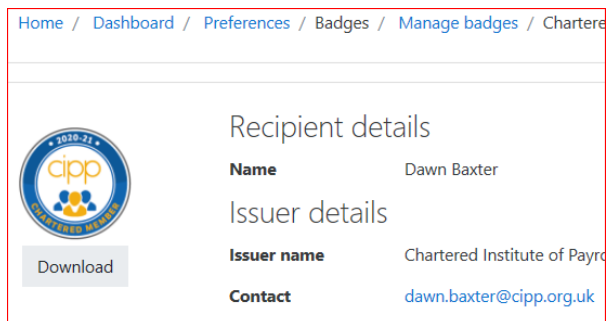 Home / Dashboard / Preferences / Badges / Manage badges / Chartere
2020-21
cipp
CHARTERED MEMBER
Download
Recipient details
Name Dawn Baxter
Issuer details
Issuer name Chartered Institute of Payro
Contact dawn.baxter@cipp.org.uk